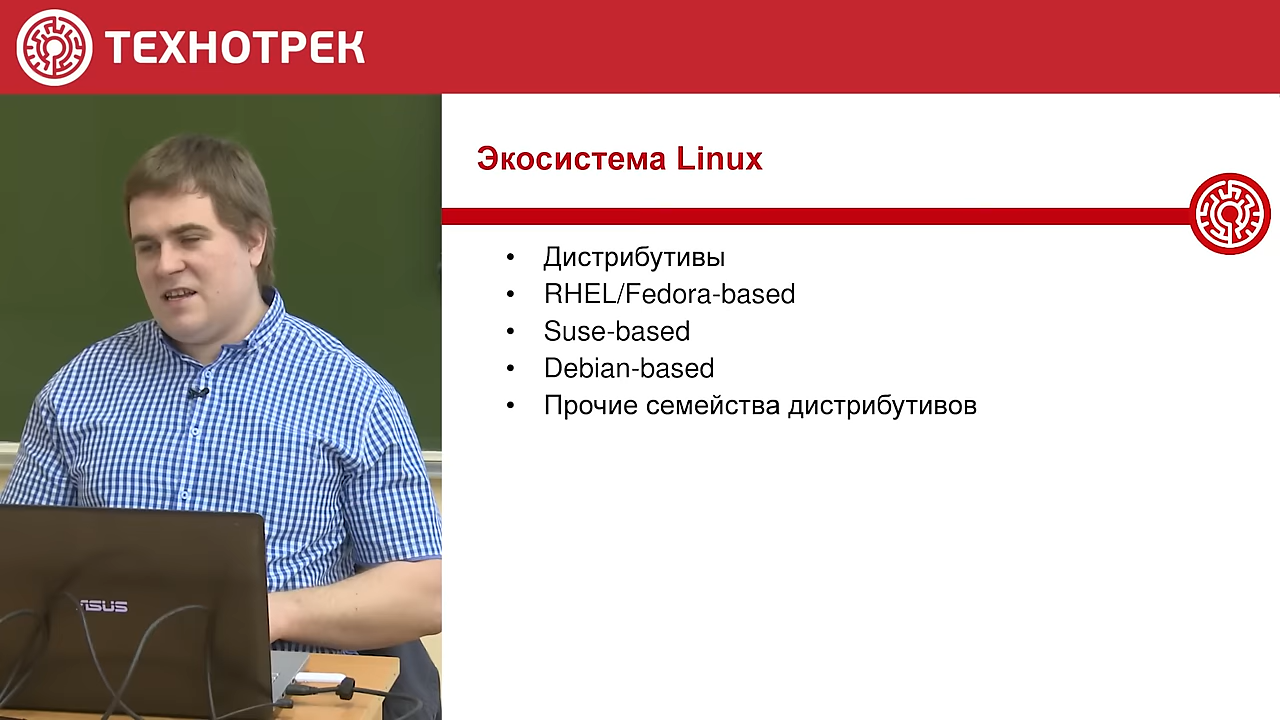 ТЕХНОТРЕК
Экосистема Linux
• Дистрибутивы
• RHEL/Fedora-based
• Suse-based
• Debian-based
• Прочие семейства дистрибутивов
ASUS